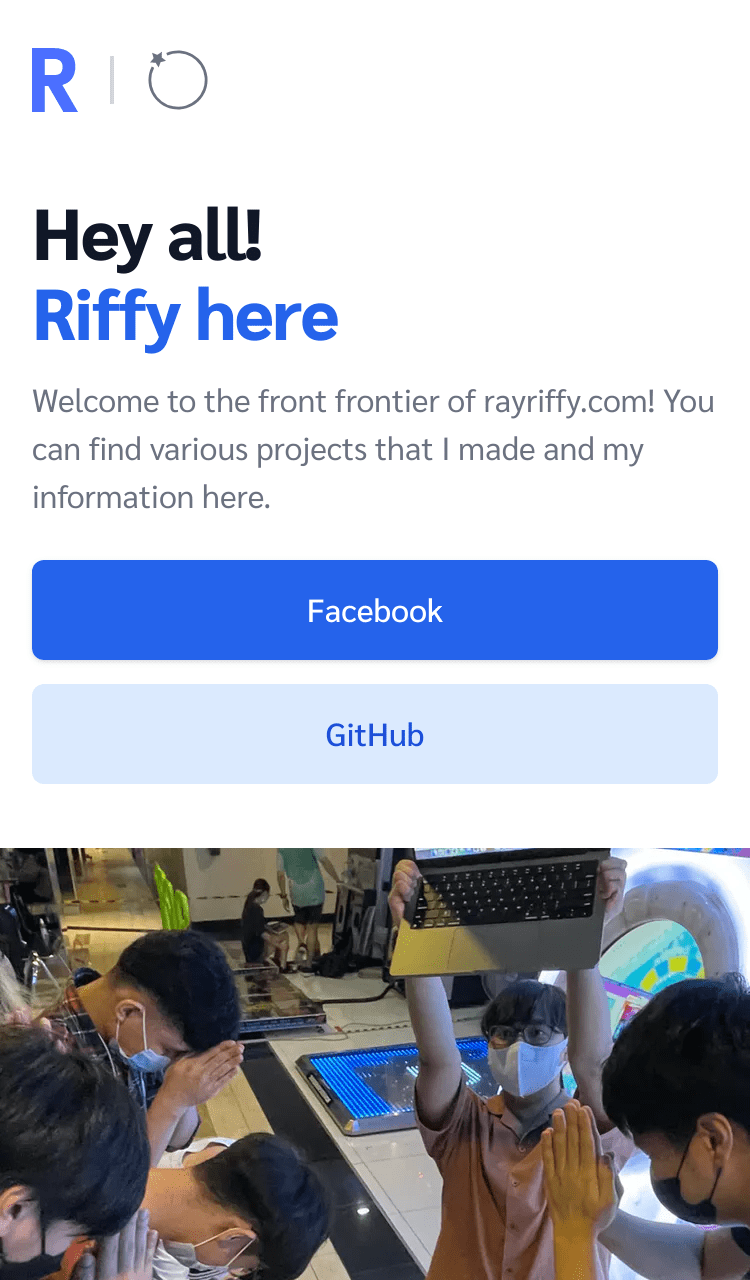 R
Hey all!
Riffy here
Welcome to the front frontier of rayriffy.com! You
can find various projects that I made and my
information here.
Facebook
GitHub